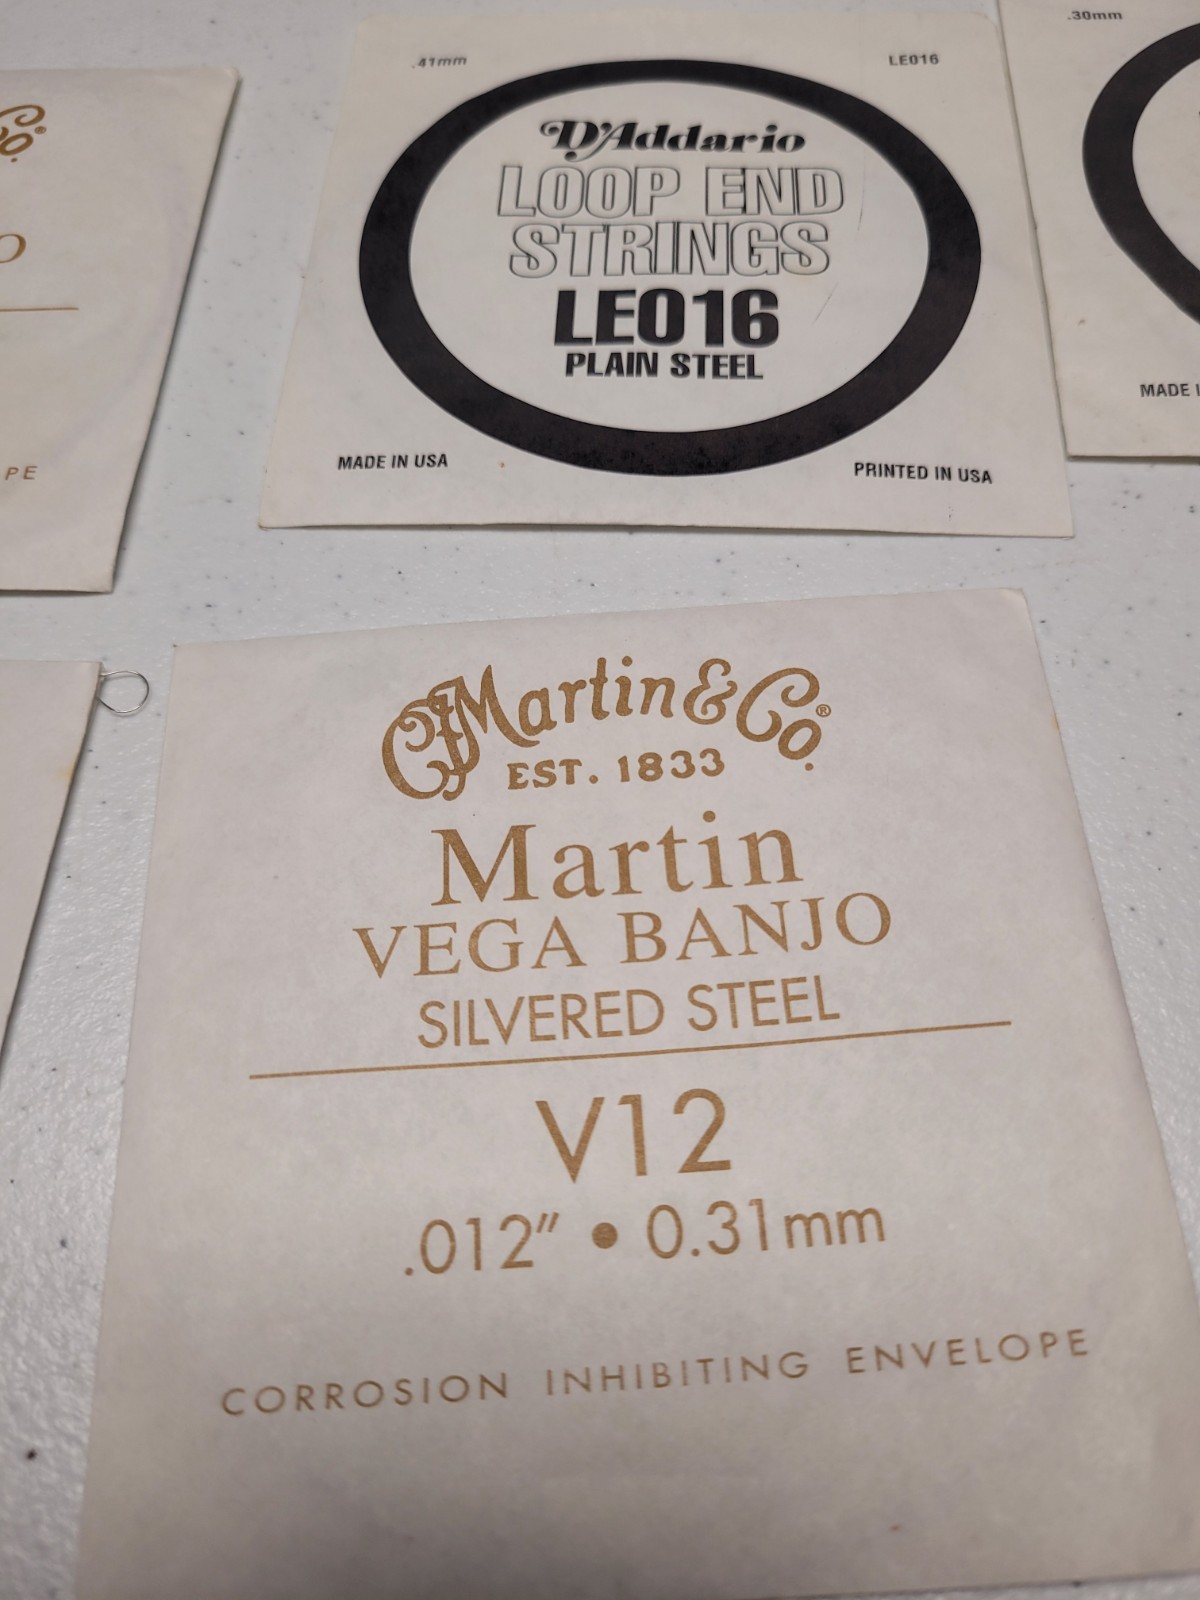 .41mm
LE016
D'Addario
LOOP END
STRINGS
LE016
PLAIN STEEL
MADE IN USA
PRINTED IN USA
.30mm
MADE
Co.®
O
PE
CFMartin & Co.®
EST. 1833
Martin
VEGA BANJO
SILVERED STEEL
V12
.012" • 0.31mm
CORROSION INHIBITING ENVELOPE